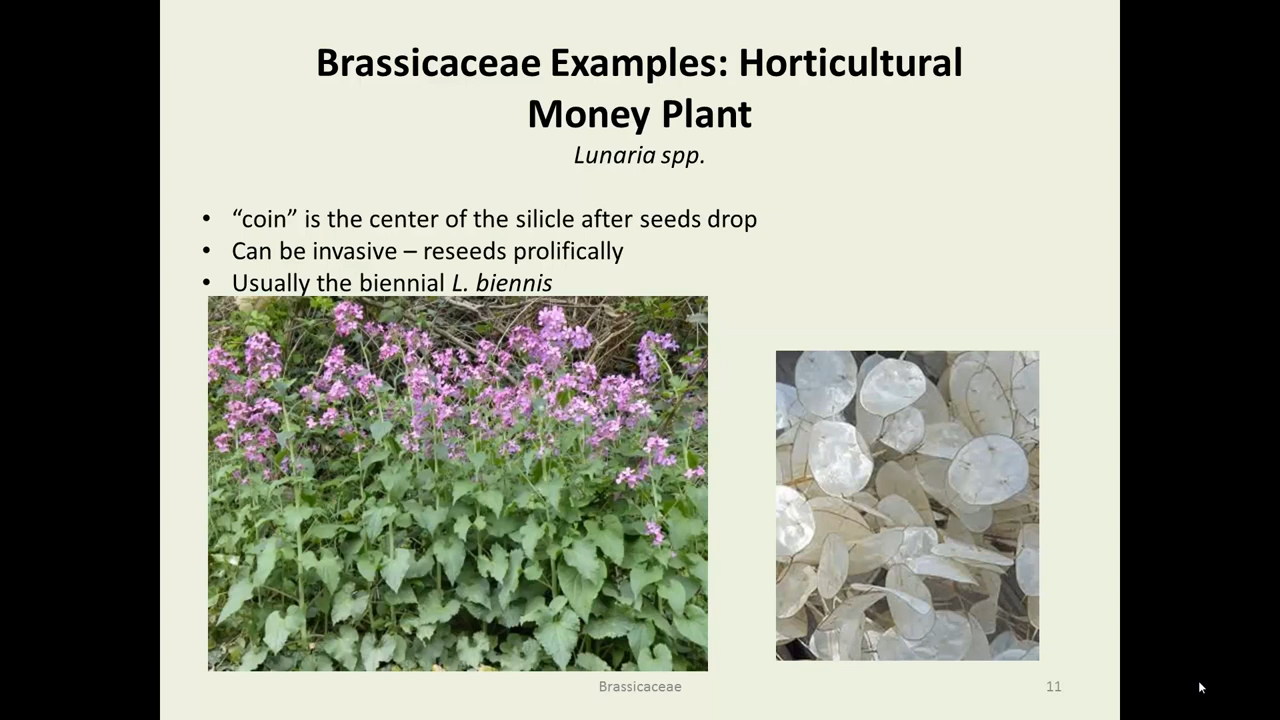 Brassicaceae Examples: Horticultural
Money Plant
Lunaria spp.
• “coin” is the center of the silicle after seeds drop
• Can be invasive – reseeds prolifically
• Usually the biennial L. biennis
Brassicaceae
11